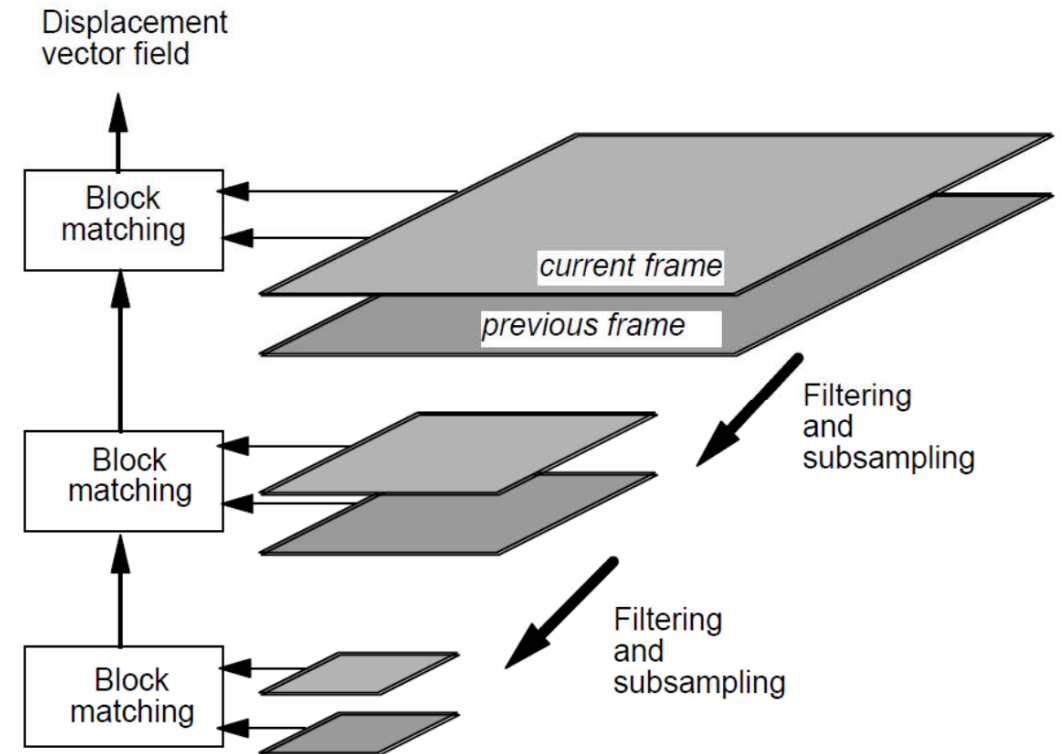 Displacement
vector field
Block
matching
current frame
previous frame
Filtering
and
subsampling
Block
matching
Filtering
and
subsampling
Block
matching